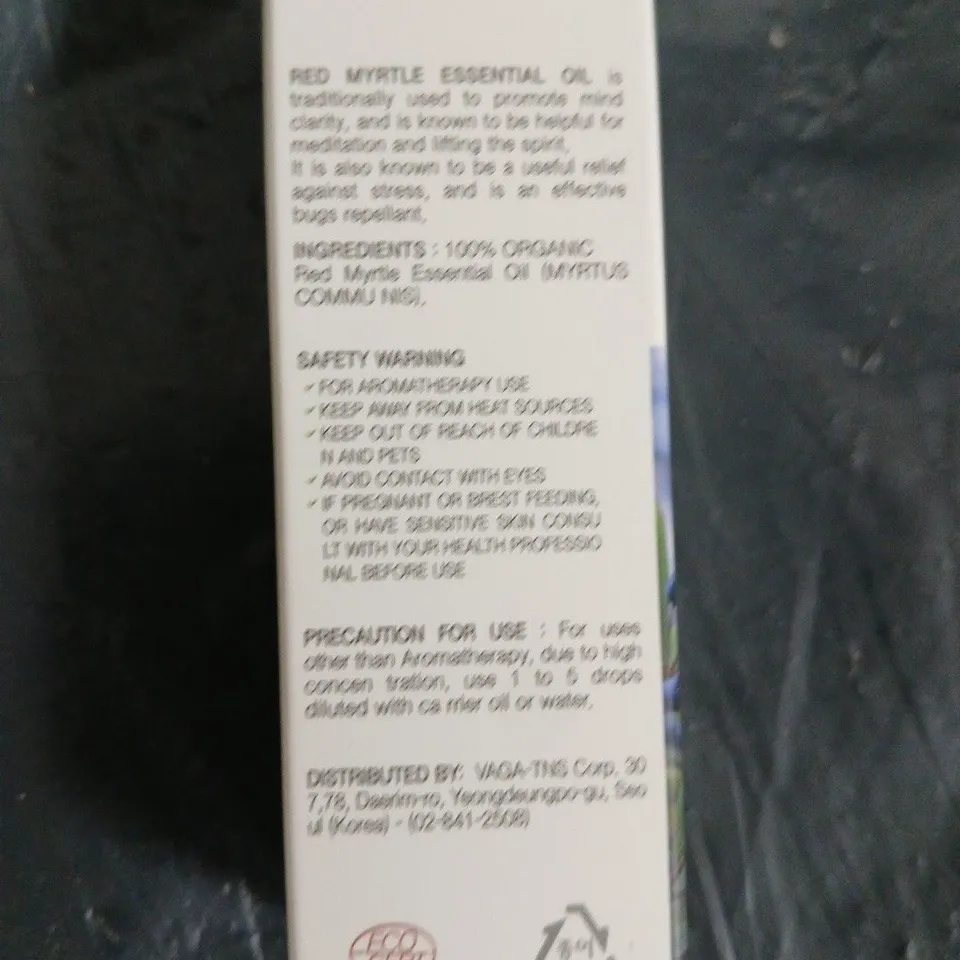 RED MYRTLE ESSENTIAL OIL is
traditionally used to promote mind
clarity, and is known to be helpful for
meditation and lifting the spirit.
It is also known to be a useful relief
against stress, and is an effective
bugs repellant.
INGREDIENTS : 100% ORGANIC
Red Myrtle Essential Oil (MYRTUS
COMMU NIS).
SAFETY WARNING
✓ FOR AROMATHERAPY USE
✓ KEEP AWAY FROM HEAT SOURCES
✓ KEEP OUT OF REACH OF CHILDRE
N AND PETS
✓ AVOID CONTACT WITH EYES
✓ IF PREGNANT OR BREST FEEDING,
OR HAVE SENSITIVE SKIN CONSU
LT WITH YOUR HEALTH PROFESSIO
NAL BEFORE USE
PRECAUTION FOR USE : For uses
other than Aromatherapy, due to high
concen tration, use 1 to 5 drops
diluted with ca rrier oil or water.
DISTRIBUTED BY: VAGA-TNS Corp. 30
7,78, Daerim-ro, Yeongdeungpo-gu, Seo
ul (Korea) - (02-841-2508)
ECO
CERT
종이